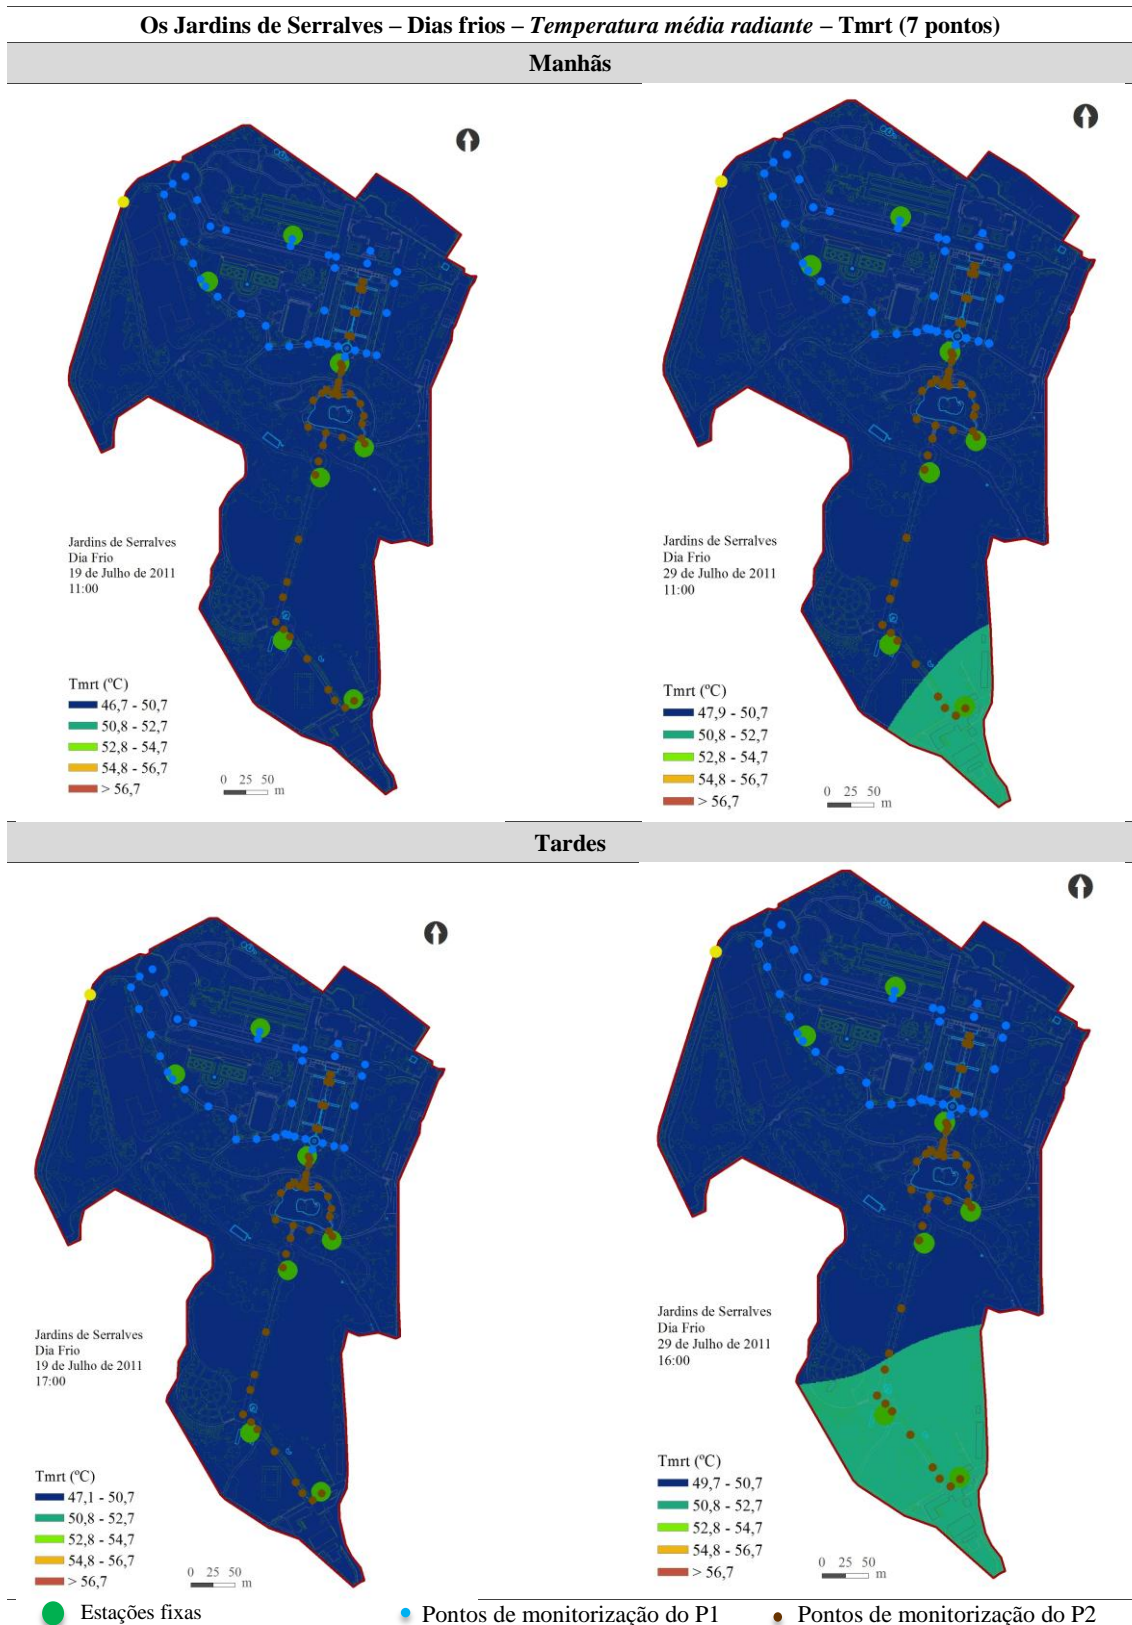 Os Jardins de Serralves – Dias frios – Temperatura média radiante – Tmrt (7 pontos)
Manhãs
Jardins de Serralves
Dia Frio
19 de Julho de 2011
11:00
Tmrt (ºC)
46,7 - 50,7
50,8 - 52,7
52,8 - 54,7
54,8 - 56,7
> 56,7
0 25 50
m
Jardins de Serralves
Dia Frio
29 de Julho de 2011
11:00
Tmrt (ºC)
47,9 - 50,7
50,8 - 52,7
52,8 - 54,7
54,8 - 56,7
> 56,7
0 25 50
m
Tardes
Jardins de Serralves
Dia Frio
19 de Julho de 2011
17:00
Tmrt (ºC)
47,1 - 50,7
50,8 - 52,7
52,8 - 54,7
54,8 - 56,7
> 56,7
0 25 50
m
Jardins de Serralves
Dia Frio
29 de Julho de 2011
16:00
Tmrt (ºC)
49,7 - 50,7
50,8 - 52,7
52,8 - 54,7
54,8 - 56,7
> 56,7
0 25 50
m
Estações fixas
Pontos de monitorização do P1
Pontos de monitorização do P2